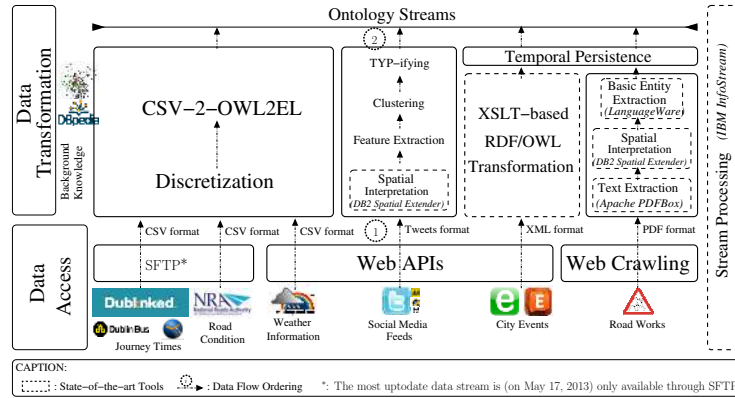 Ontology Streams
2
Data
Transformation
DBpedia
Background
Knowledge
CSV-2-OWL2EL
Discretization
TYP-ifying
Clustering
Feature Extraction
Spatial
Interpretation
(DB2 Spatial Extender)
Temporal Persistence
XSLT-based
RDF/OWL
Transformation
Basic Entity
Extraction
(LanguageWare)
Spatial
Interpretation
(DB2 Spatial Extender)
Text Extraction
(Apache PDFBox)
Stream Processing (IBM InfoStream)
CSV format
CSV format
CSV format
1
Tweets format
XML format
PDF format
Data
Access
SFTP*
Web APIs
Web Crawling
Dublinked
NRA
National Roads Authority
Dublin Bus
Journey Times
Road
Condition
Weather
Information
Social Media
Feeds
City Events
Road Works
CAPTION:
: State-of-the-art Tools
: Data Flow Ordering
*: The most uptodate data stream is (on May 17, 2013) only available through SFTP